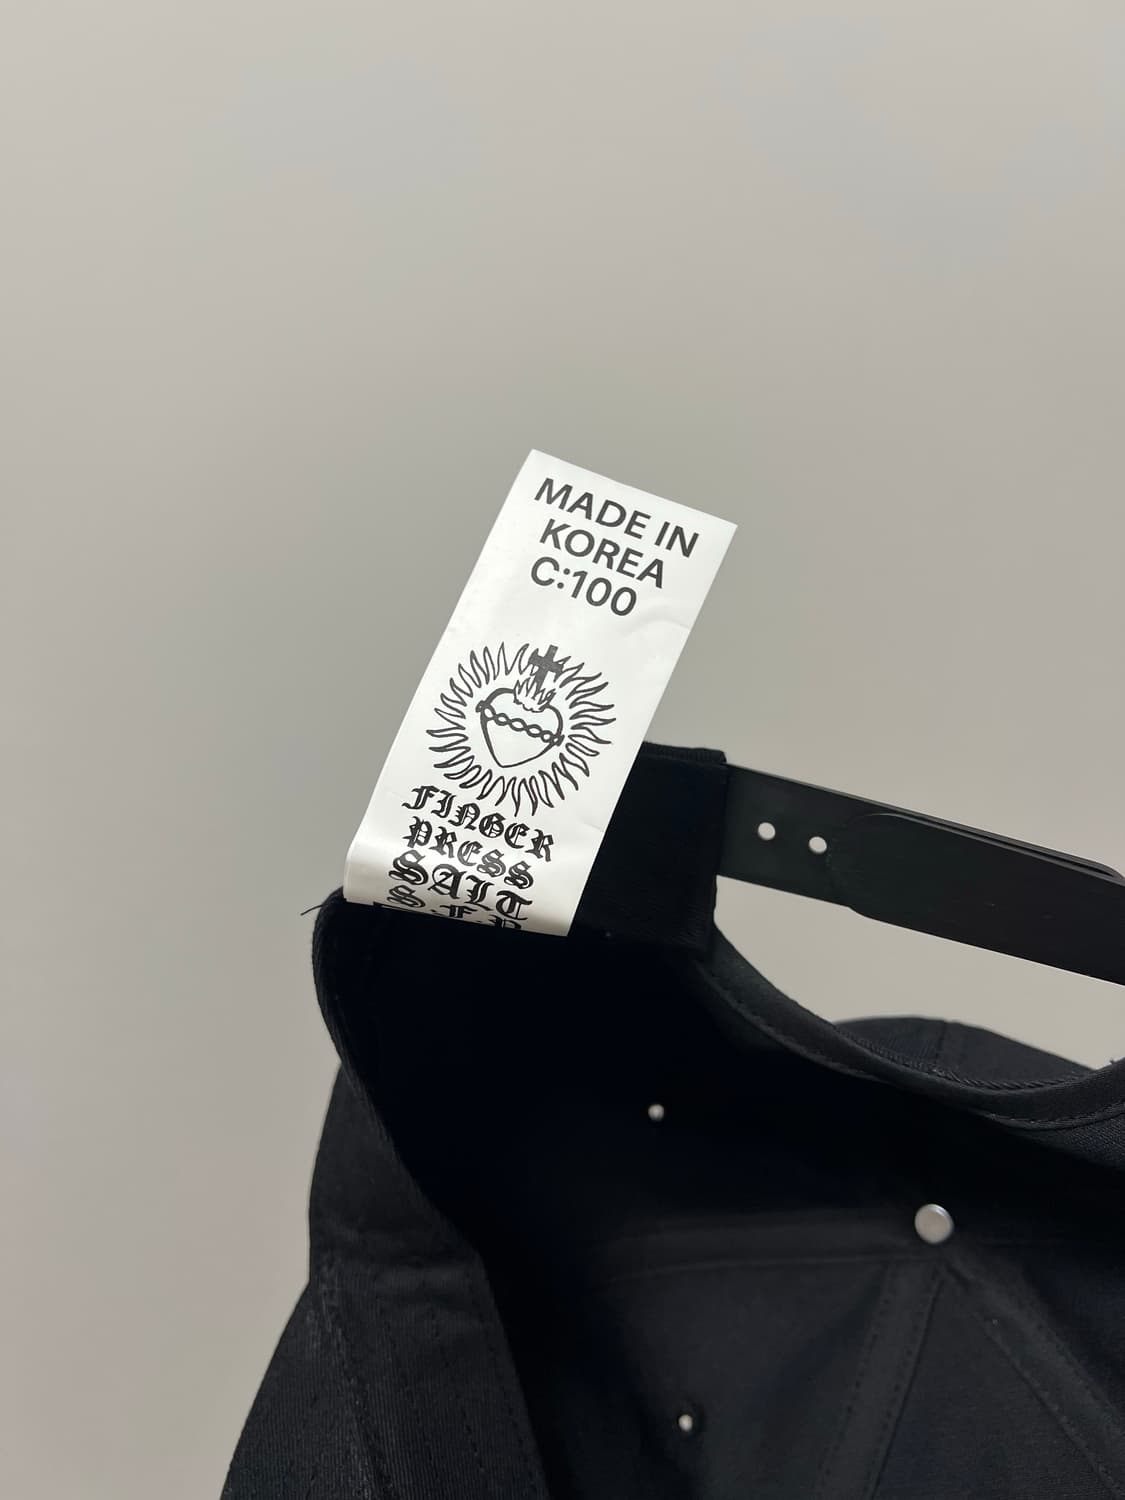 MADE IN
KOREA
C:100
FINGER
PRESS
SALT